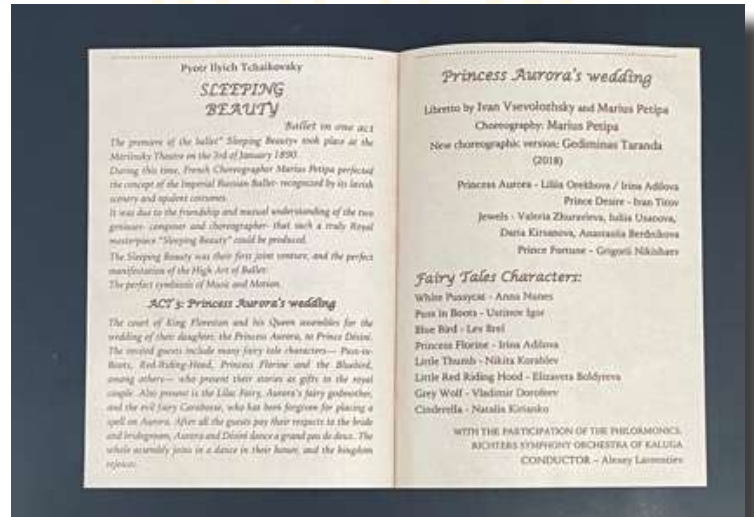 Pyotr Ilyich Tchaikovsky
SLEEPING
BEAUTY
Ballet in one act
The premiere of the ballet" Sleeping Beauty« took place at the
Mariinsky Theatre on the 3rd of January 1890.
During this time, French Choreographer Marius Petipa perfected
the concept of the Imperial Russian Ballet- recognized by its lavish
scenery and opulent costumes.
It was due to the friendship and mutual understanding of the two
geniuses- composer and choreographer- that such a truly Royal
masterpiece "Sleeping Beauty" could be produced.
The Sleeping Beauty was their first joint venture, and the perfect
manifestation of the High Art of Ballet:
The perfect symbiosis of Music and Motion.
ACT 3: Princess Aurora's wedding
The court of King Florestan and his Queen assembles for the
wedding of their daughter, the Princess Aurora, to Prince Désiré.
The invited guests include many fairy tale characters— Puss-in-
Boots, Red-Riding-Hood, Princess Florine and the Bluebird,
among others— who present their stories as gifts to the royal
couple. Also present is the Lilac Fairy, Aurora's fairy godmother,
and the evil fairy Carabosse, who has been forgiven for placing a
spell on Aurora. After all the guests pay their respects to the bride
and bridegroom, Aurora and Désiré dance a grand pas de deux. The
whole assembly joins in a dance in their honor, and the kingdom
rejoices.
Princess Aurora's wedding
Libretto by Ivan Vsevolozhsky and Marius Petipa
Choreography: Marius Petipa
New choreographic version: Gediminas Taranda
(2018)
Princess Aurora - Liliia Orekhova / Irina Adilova
Prince Desire - Ivan Titov
Jewels - Valeria Zhuravleva, Iuliia Usanova,
Daria Kirsanova, Anastasiia Berdnikova
Prince Fortune - Grigorii Nikishaev
Fairy Tales Characters:
White Pussycat - Anna Nunes
Puss in Boots - Ustinov Igor
Blue Bird - Lev Brel
Princess Florine - Irina Adilova
Little Thumb - Nikita Korablev
Little Red Riding Hood - Elizaveta Boldyreva
Grey Wolf - Vladimir Dorofeev
Cinderella - Natalia Kirianko
WITH THE PARTICIPATION OF THE PHILORMONICS.
RICHTERS SYMPHONY ORCHESTRA OF KALUGA
CONDUCTOR – Alexey Lavrentiev